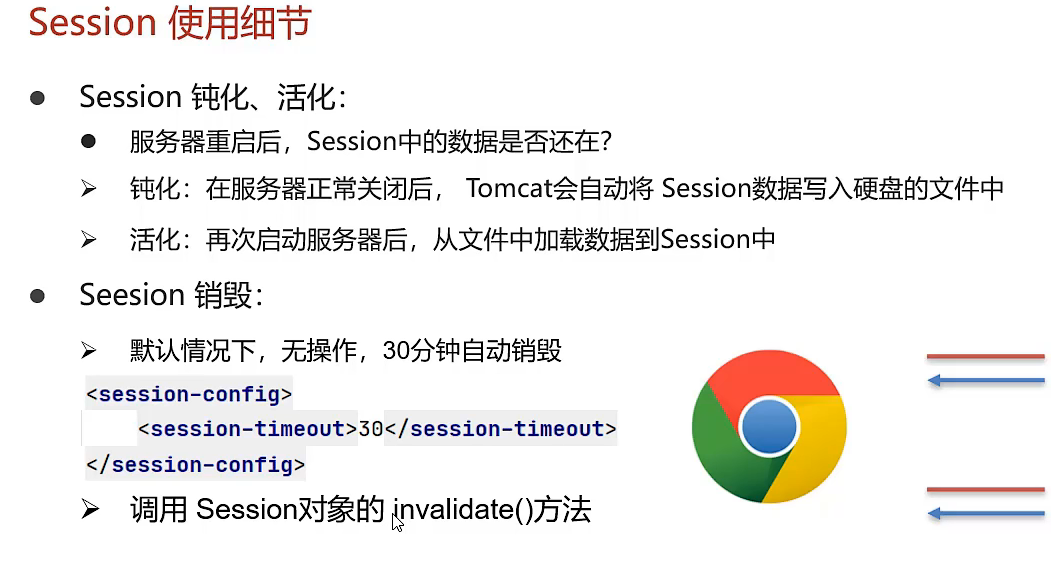 Session 使用细节
Session 钝化、活化：
服务器重启后，Session中的数据是否还在？
钝化：在服务器正常关闭后， Tomcat会自动将 Session数据写入硬盘的文件中
活化：再次启动服务器后，从文件中加载数据到Session中
Seesion 销毁：
默认情况下，无操作，30分钟自动销毁
<session-config>
<session-timeout>30</session-timeout>
</session-config>
调用 Session对象的 invalidate()方法